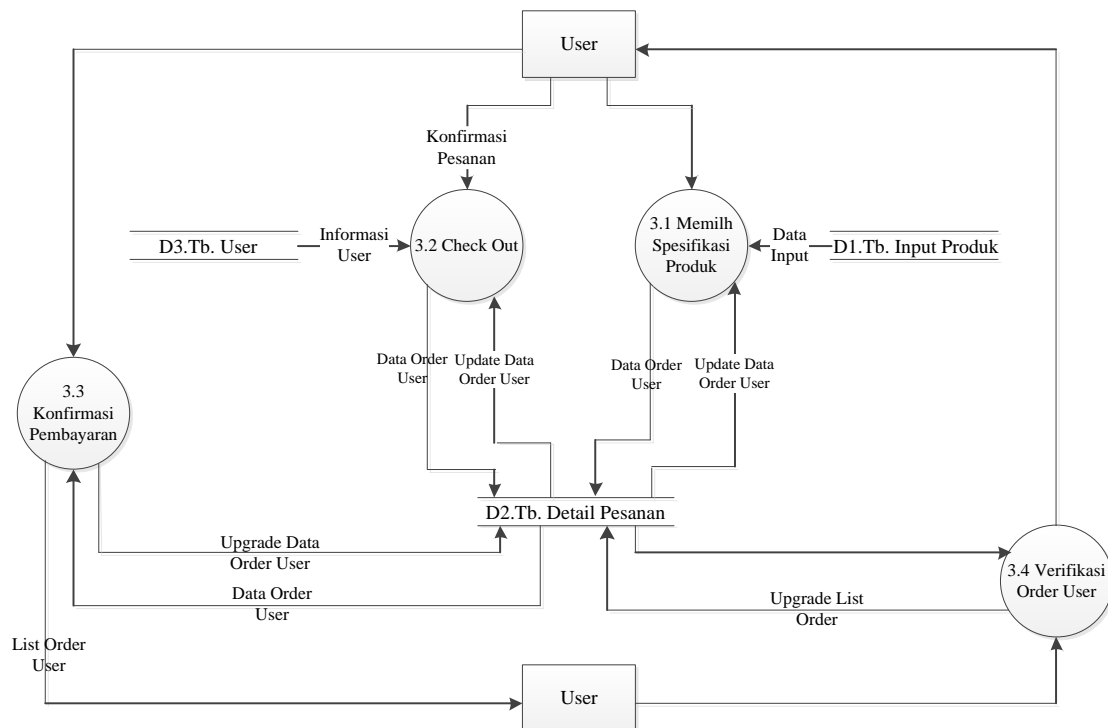 User
Konfirmasi
Pesanan
3.2 Check Out
3.1 Memilh
Spesifikasi
Produk
D3.Tb. User
Informasi
User
Data
Input
D1.Tb. Input Produk
Data Order
User
Update Data
Order User
Data Order
User
Update Data
Order User
3.3
Konfirmasi
Pembayaran
D2.Tb. Detail Pesanan
Upgrade Data
Order User
Data Order
User
3.4 Verifikasi
Order User
Upgrade List
Order
List Order
User
User